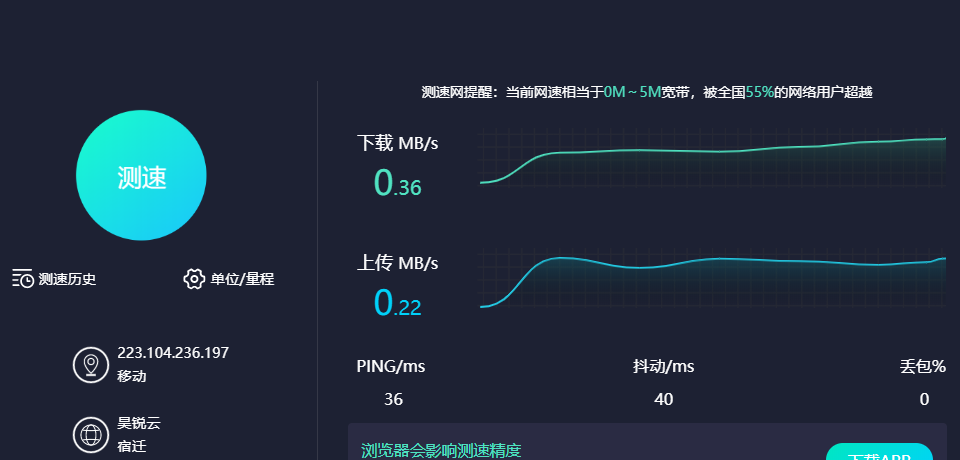 测速网提醒：当前网速相当于0M～5M宽带，被全国55%的网络用户超越
测速
测速历史
单位/量程
223.104.236.197
移动
昊锐云
宿迁
下载 MB/s
0.36
上传 MB/s
0.22
PING/ms 抖动/ms 丢包%
36 40 0
浏览器会影响测速精度
下载APP